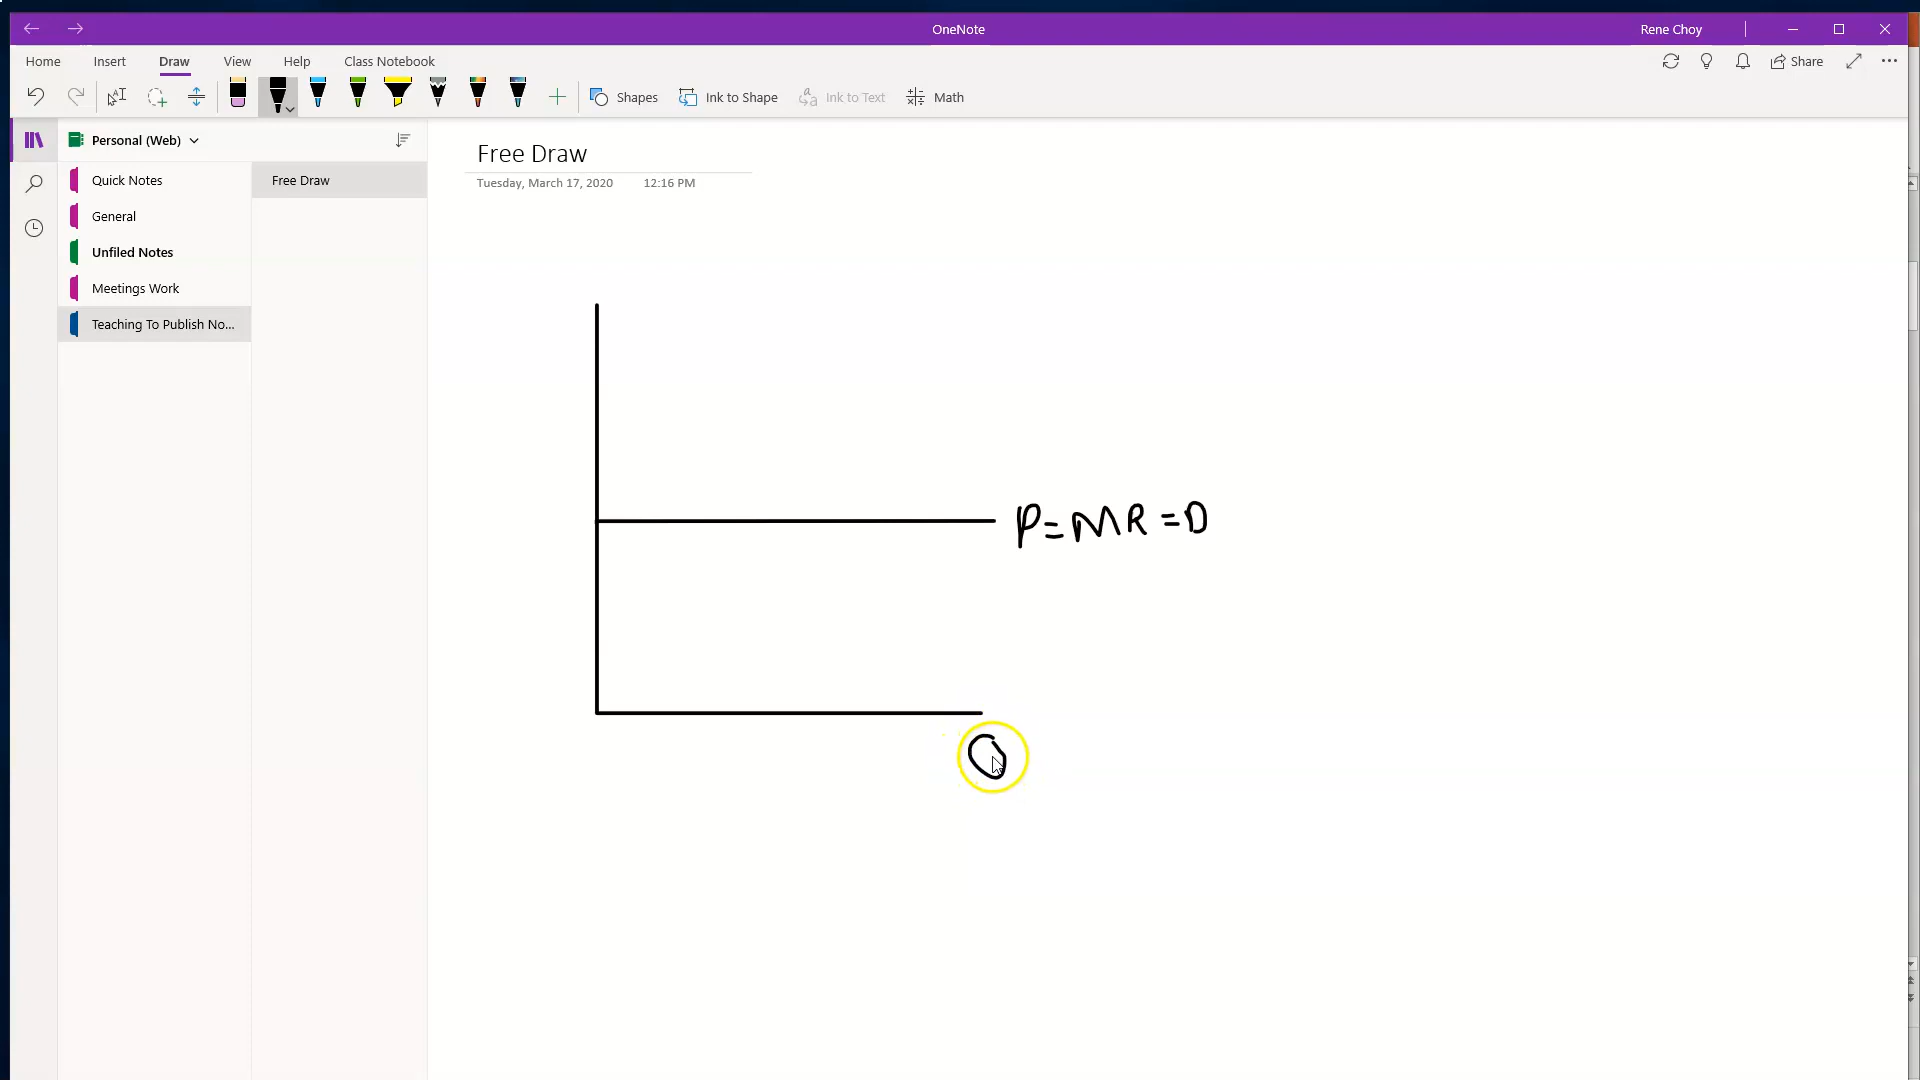 OneNote
Rene Choy
Home Insert Draw View Help Class Notebook
Share
Shapes Ink to Shape Ink to Text Math
Personal (Web)
Quick Notes
General
Unfiled Notes
Meetings Work
Teaching To Publish No...
Free Draw
Free Draw
Tuesday, March 17, 2020 12:16 PM
P=MR=D